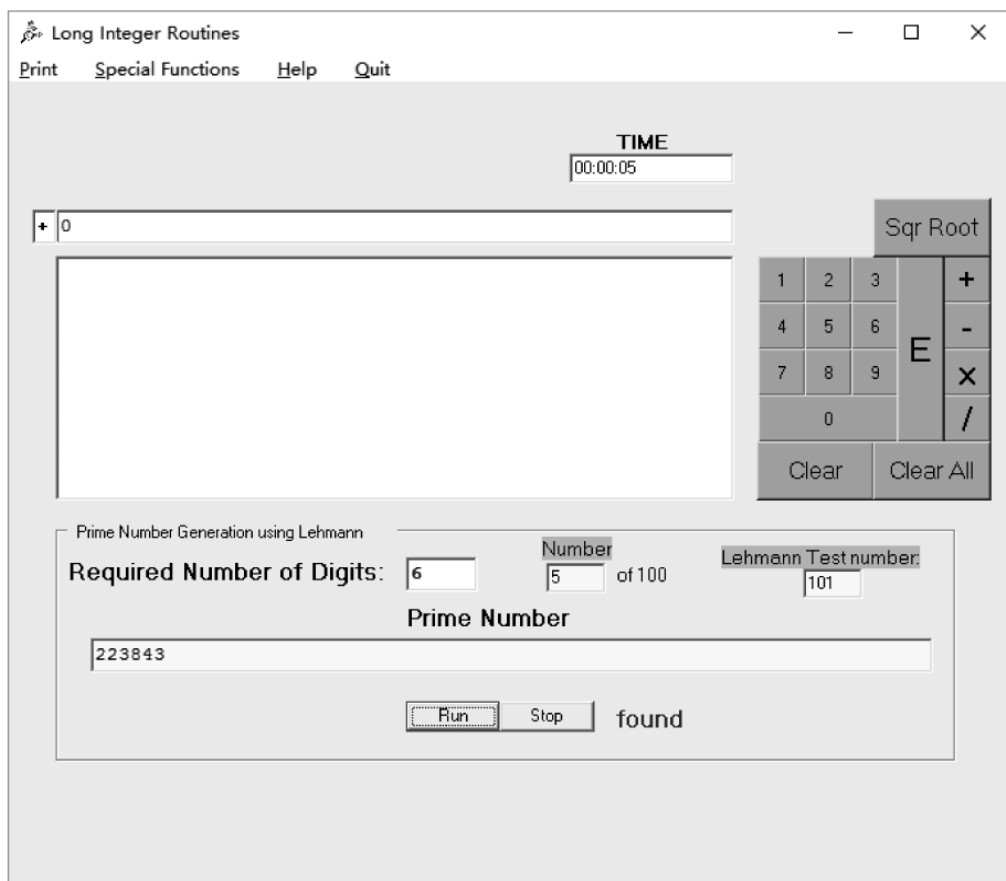 Long Integer Routines
Print Special Functions Help Quit
TIME
00:00:05
+ 0
Sqr Root
1 2 3 +
4 5 6 E -
7 8 9 X
0 /
Clear Clear All
Prime Number Generation using Lehmann
Required Number of Digits: 6 Number 5 of 100 Lehmann Test number: 101
Prime Number
223843
Run Stop found